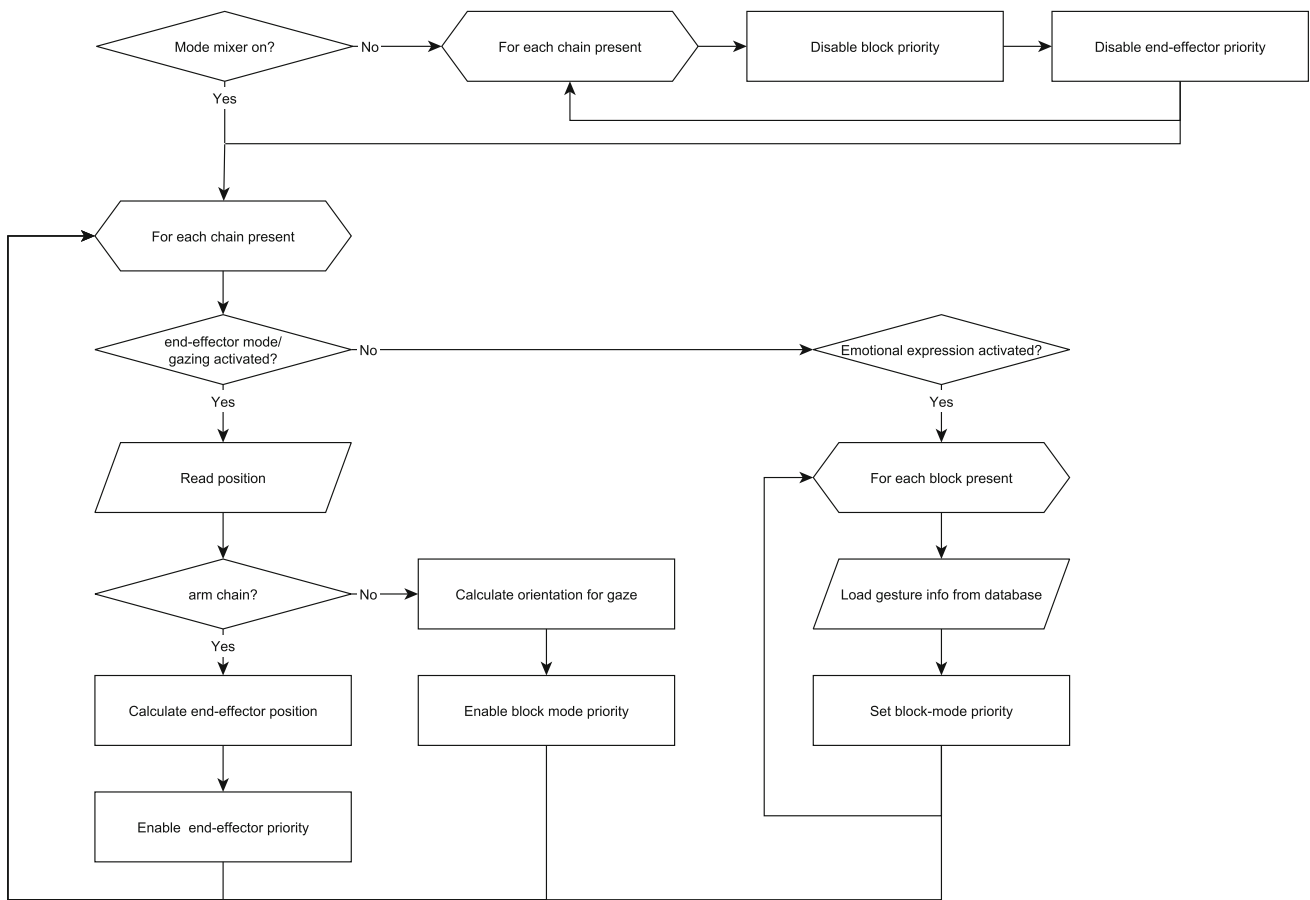 Mode mixer on?
No
For each chain present
Disable block priority
Disable end-effector priority
Yes
For each chain present
end-effector mode/
gazing activated?
No
Emotional expression activated?
Yes
Yes
Read position
For each block present
arm chain?
No
Calculate orientation for gaze
Load gesture info from database
Yes
Calculate end-effector position
Enable block mode priority
Set block-mode priority
Enable end-effector priority